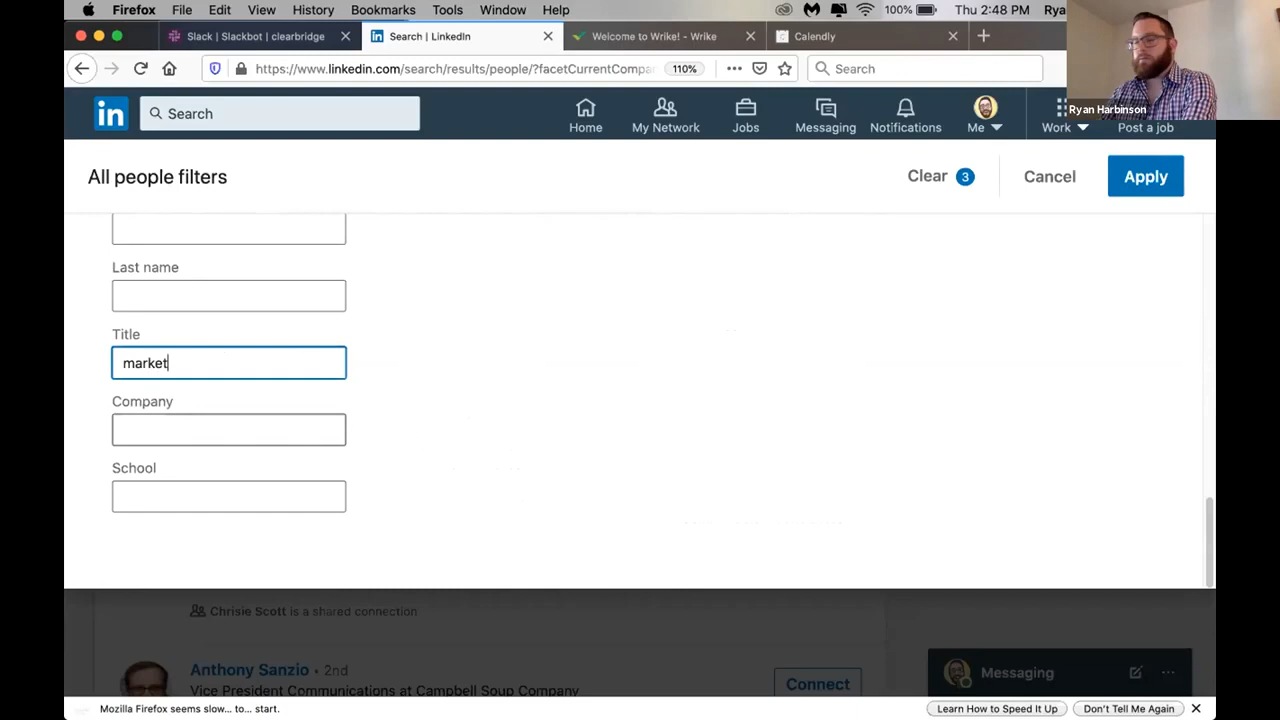 Firefox File Edit View History Bookmarks Tools Window Help 100% Thu 2:48 PM Rya
Slack | Slackbot | clearbridge Search | LinkedIn Welcome to Wrike! - Wrike Calendly
https://www.linkedin.com/search/results/people/?facetCurrentCompa 110% Search
Ryan Harbinson
in Search Home My Network Jobs Messaging Notifications Me Work Post a job
All people filters Clear 3 Cancel Apply
Last name
Title
market
Company
School
Chrisie Scott is a shared connection
Anthony Sanzio • 2nd Connect
Vice President Communications at Campbell Soup Company
Messaging
Mozilla Firefox seems slow... to... start. Learn How to Speed It Up Don't Tell Me Again